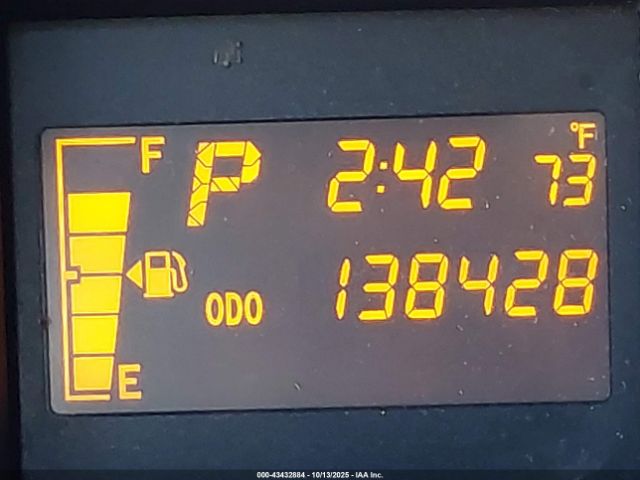 F P 2:42 °F
73
ODO 138428
E
000-43432884 - 10/13/2025 - IAA Inc.